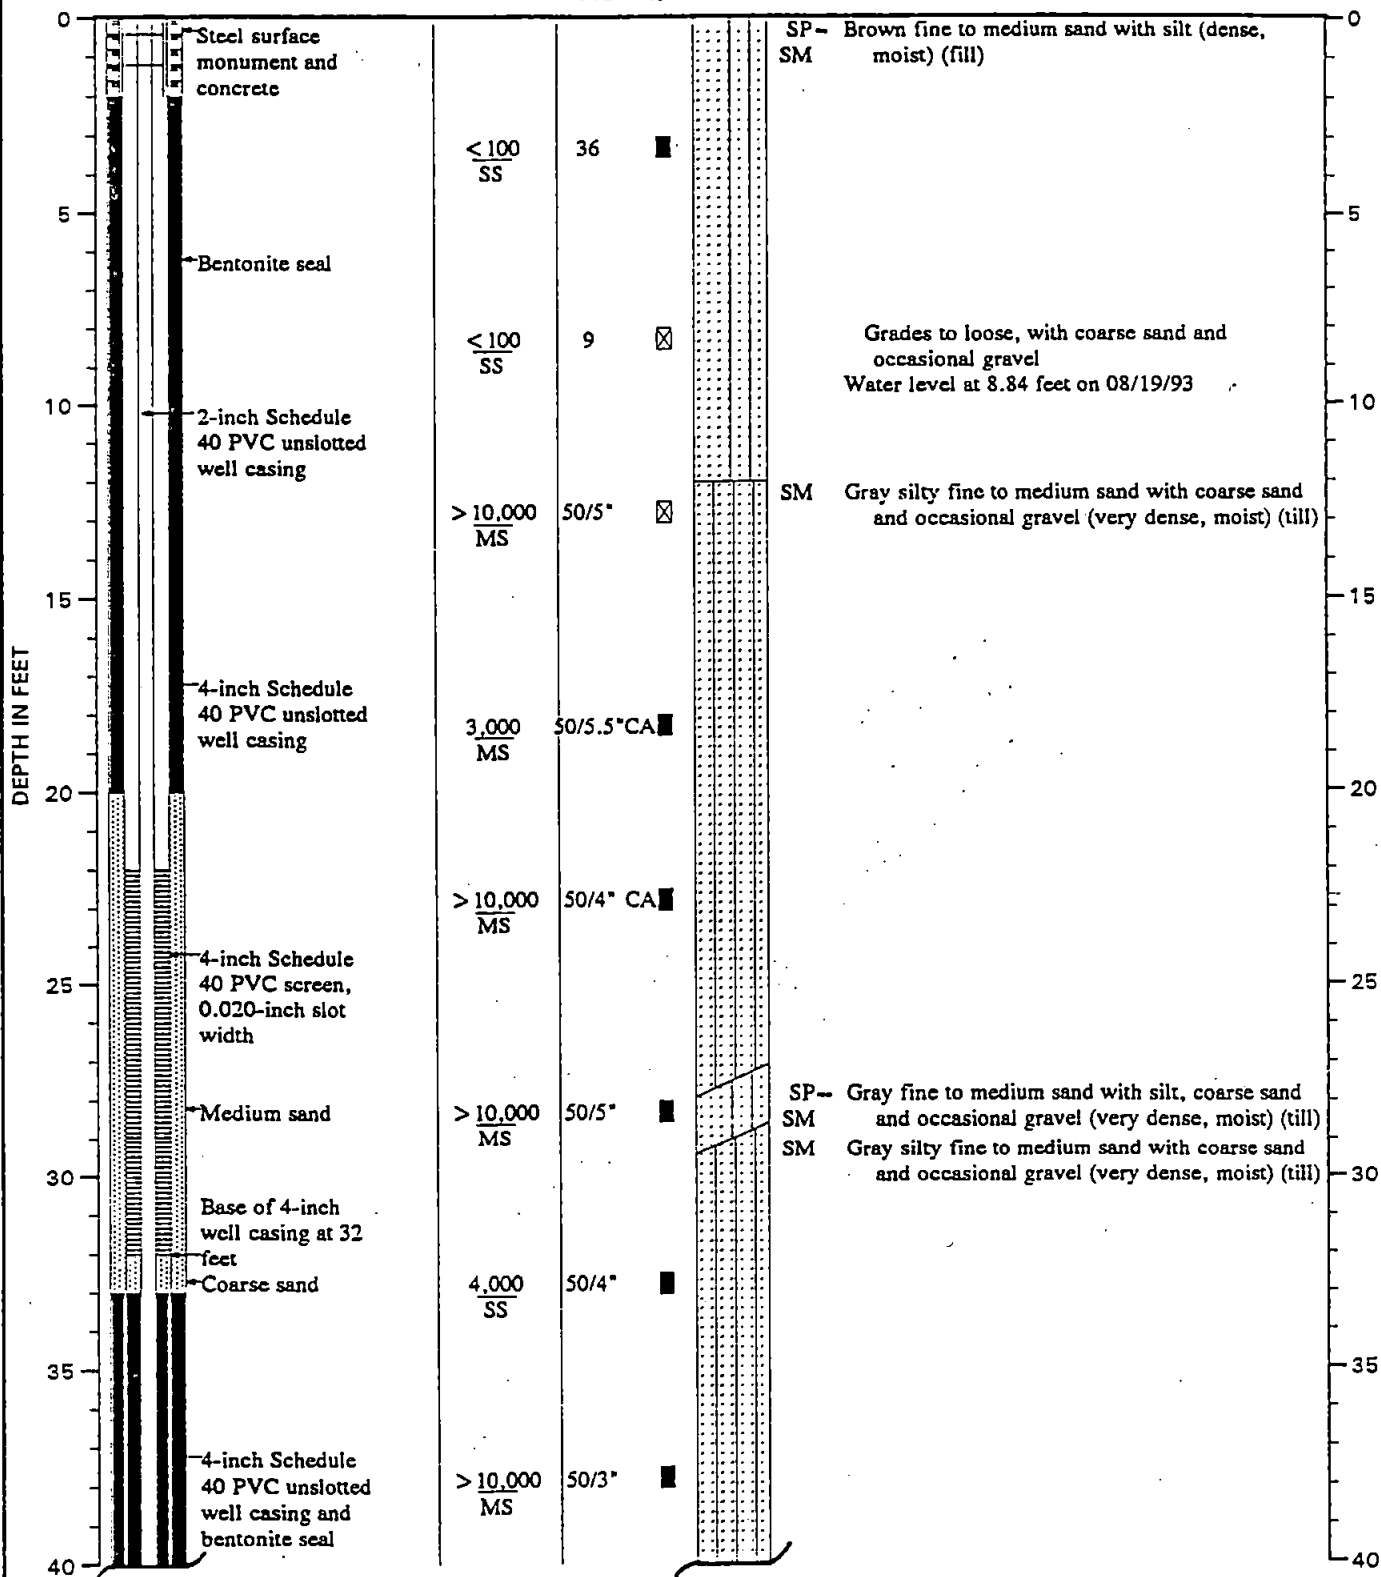 0
5
10
15
20
25
30
35
40
DEPTH IN FEET
Steel surface
monument and
concrete
Bentonite seal
2-inch Schedule
40 PVC unslotted
well casing
4-inch Schedule
40 PVC unslotted
well casing
4-inch Schedule
40 PVC screen,
0.020-inch slot
width
Medium sand
Base of 4-inch
well casing at 32
feet
Coarse sand
4-inch Schedule
40 PVC unslotted
well casing and
bentonite seal
<100 36
SS
<100 9
SS
>10,000 50/5"
MS
3,000 50/5.5"CA
MS
>10,000 50/4" CA
MS
>10,000 50/5"
MS
4,000 50/4"
SS
>10,000 50/3"
MS
SP- Brown fine to medium sand with silt (dense,
SM moist) (fill)
Grades to loose, with coarse sand and
occasional gravel
Water level at 8.84 feet on 08/19/93
SM Gray silty fine to medium sand with coarse sand
and occasional gravel (very dense, moist) (till)
SP- Gray fine to medium sand with silt, coarse sand
SM and occasional gravel (very dense, moist) (till)
SM Gray silty fine to medium sand with coarse sand
and occasional gravel (very dense, moist) (till)
0
5
10
15
20
25
30
35
40